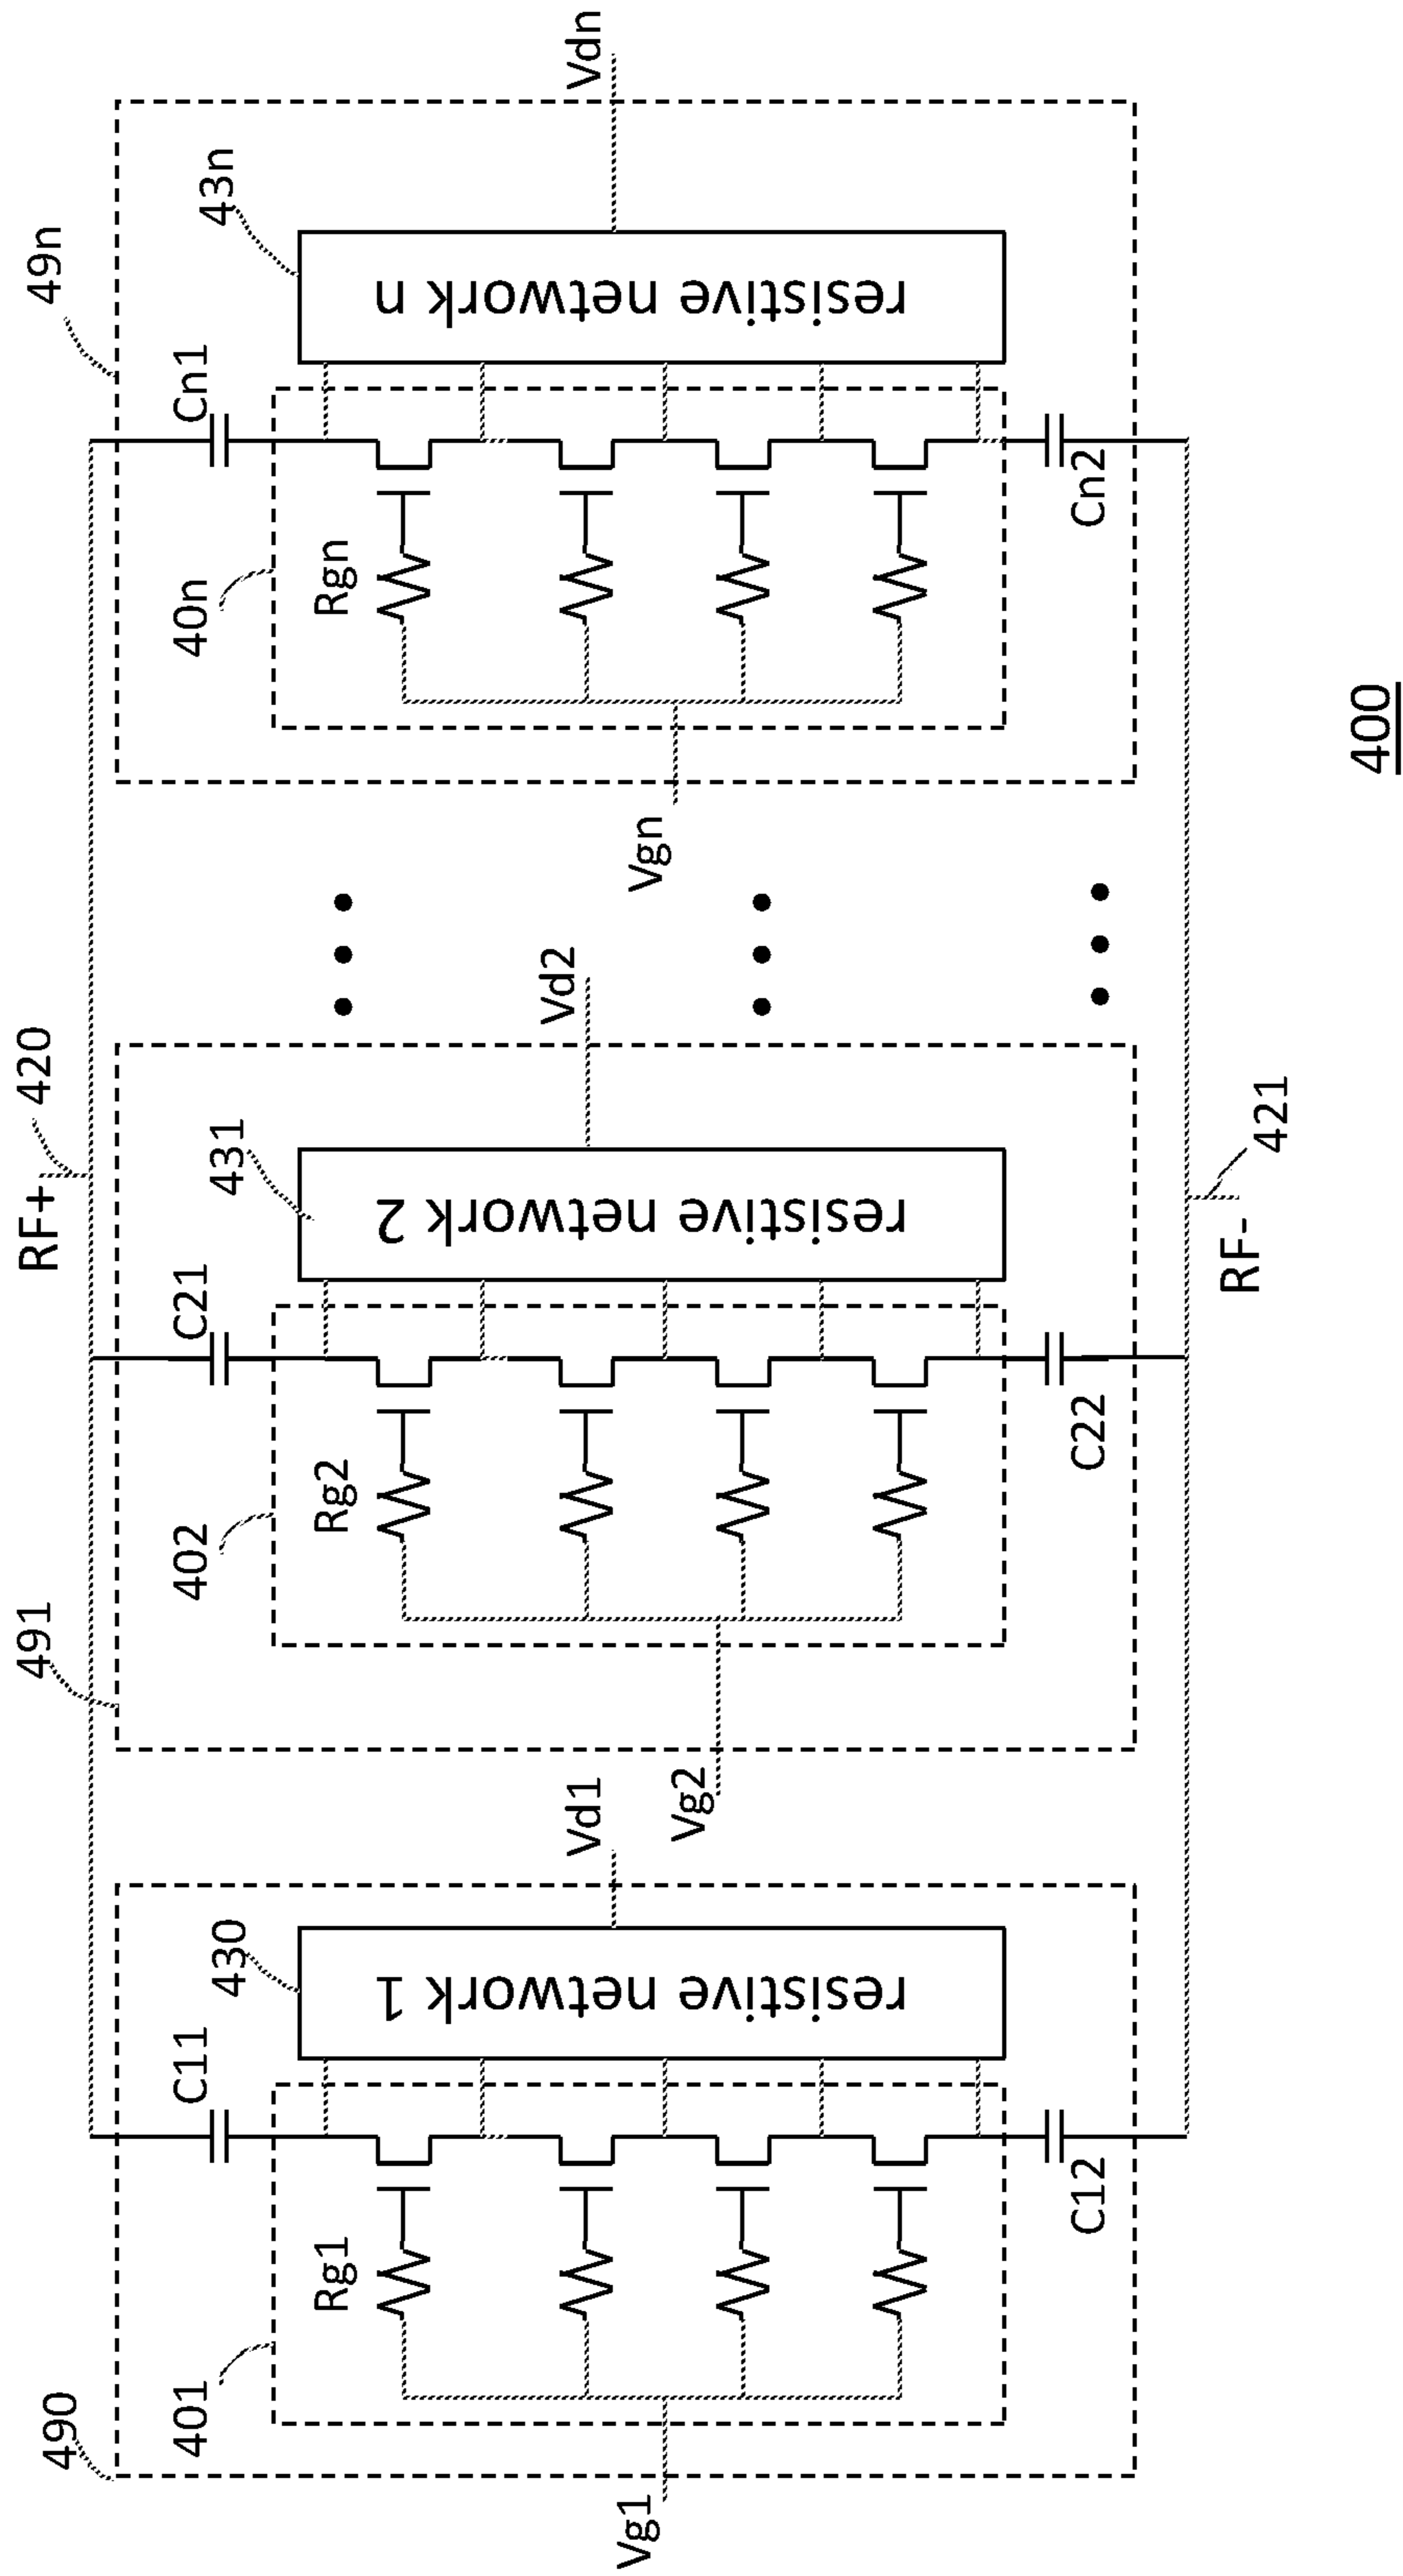 RF+
420
490
C11
430
401
Rg1
Vd1
resistive network 1
Vg1
C12
491
C21
431
402
Rg2
Vd2
resistive network 2
Vg2
C22
49n
Cn1
43n
40n
Rgn
Vdn
resistive network n
Vgn
Cn2
RF-
421
400